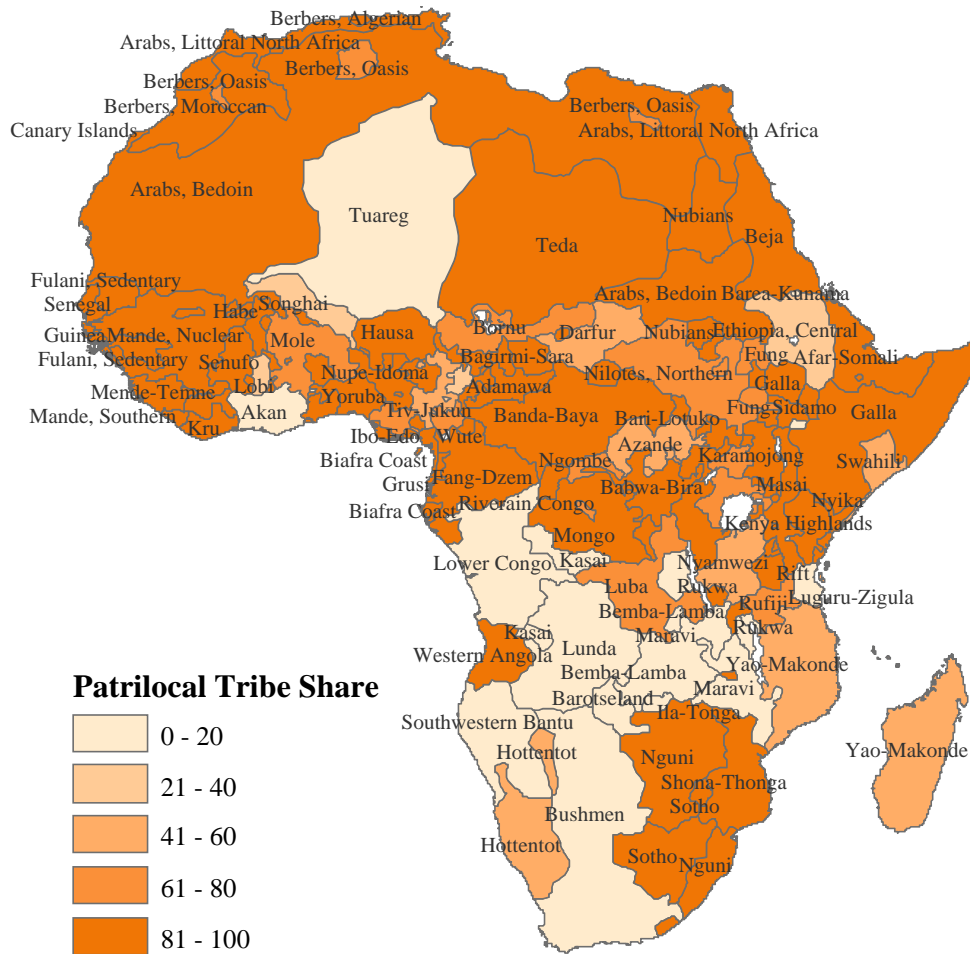 Berbers, Algerian
Arabs, Littoral North Africa
Berbers, Oasis
Berbers, Oasis
Berbers, Moroccan
Berbers, Oasis
Canary Islands
Arabs, Littoral North Africa
Arabs, Bedoin
Tuareg
Nubians
Beja
Teda
Fulani, Sedentary
Arabs, Bedoin
Barea-Kunama
Senegal
Songhai
Habe
Guinea
Mande, Nuclear
Mole
Hausa
Bornu
Darfur
Nubians
Ethiopia, Central
Fulani, Sedentary
Senufo
Bagirmi-Sara
Fung
Afar-Somali
Nupe-Idoma
Nilotes, Northern
Mende-Temne
Lobi
Adamawa
Galla
Mande, Southern
Akan
Yoruba
Tiv-Jukun
Banda-Baya
Bari-Lotuko
Fung
Sidamo
Galla
Kru
Ibo-Edo
Wute
Azande
Biafra Coast
Ngombe
Karamojong
Swahili
Grusi
Fang-Dzem
Babwa-Bira
Masai
Biafra Coast
Riverain Congo
Nyika
Mongo
Kenya Highlands
Lower Congo
Kasai
Nyamwezi
Rift
Luba
Rukwa
Luguru-Zigula
Bemba-Lamba
Rufiji
Kasai
Maravi
Rukwa
Western Angola
Lunda
Bemba-Lamba
Yao-Makonde
Barotseland
Maravi
Southwestern Bantu
Ila-Tonga
Hottentot
Nguni
Yao-Makonde
Shona-Thonga
Bushmen
Sotho
Hottentot
Sotho
Nguni
Patrilocal Tribe Share
0 - 20
21 - 40
41 - 60
61 - 80
81 - 100